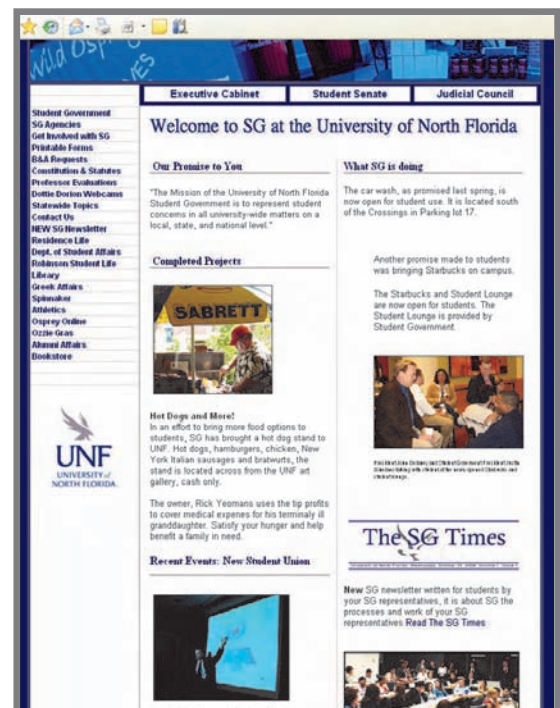 Wild Osp
ES
Executive Cabinet
Student Senate
Judicial Council
Student Government
SG Agencies
Get Involved with SG
Printable Forms
B&A Requests
Constitution & Statutes
Professor Evaluations
Dottie Dorion Webcams
Statewide Topics
Contact Us
NEW SG Newsletter
Residence Life
Dept. of Student Affairs
Robinson Student Life
Library
Greek Affairs
Spinnaker
Athletics
Osprey Online
Ozzie Gras
Alumni Affairs
Bookstore
UNF
UNIVERSITY of
NORTH FLORIDA
Welcome to SG at the University of North Florida
Our Promise to You
"The Mission of the University of North Florida
Student Government is to represent student
concerns in all university-wide matters on a
local, state, and national level."
Completed Projects
SABRETT
Hot Dogs and More!
In an effort to bring more food options to
students, SG has brought a hot dog stand to
UNF. Hot dogs, hamburgers, chicken, New
York Italian sausages and bratwurts, the
stand is located across from the UNF art
gallery, cash only.
The owner, Rick Yeomans uses the tip profits
to cover medical expenes for his terminaly ill
granddaughter. Satisfy your hunger and help
benefit a family in need.
Recent Events: New Student Union
What SG is doing
The car wash, as promised last spring, is
now open for student use. It is located south
of the Crossings in Parking lot 17.
Another promise made to students
was bringing Starbucks on campus.
The Starbucks and Student Lounge
are now open for students. The
Student Lounge is provided by
Student Government.
The SG Times
New SG newsletter written for students by
your SG representatives, it is about SG the
processes and work of your SG
representatives Read The SG Times